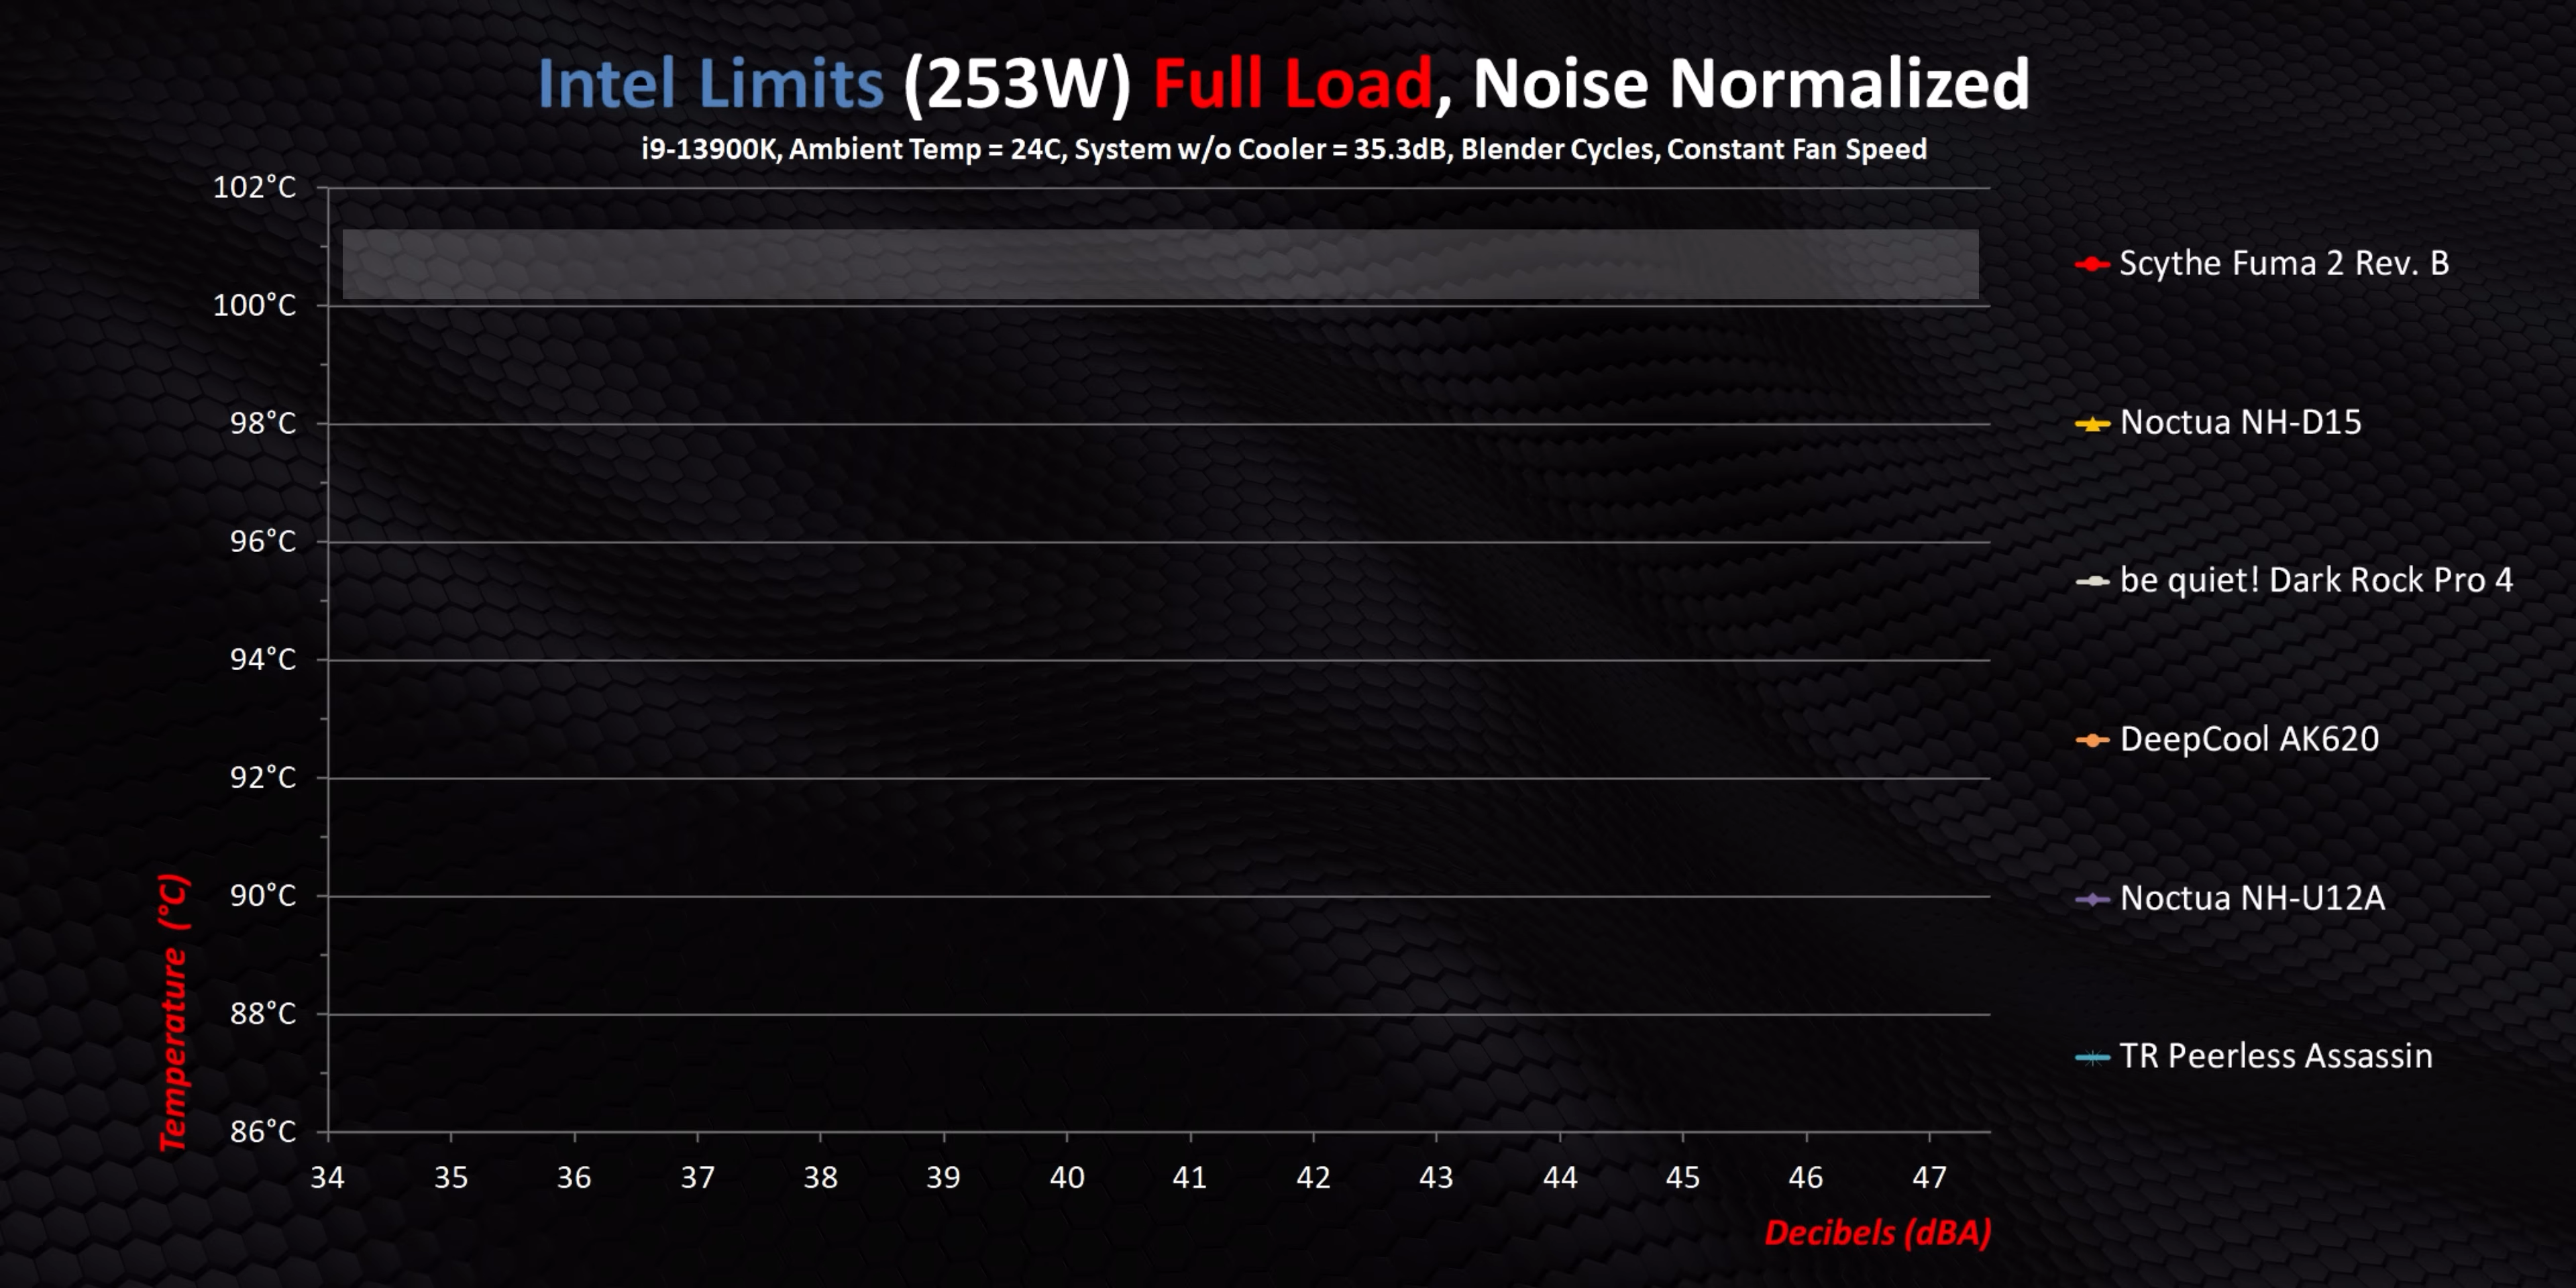 Intel Limits (253W) Full Load, Noise Normalized
i9-13900K, Ambient Temp = 24C, System w/o Cooler = 35.3dB, Blender Cycles, Constant Fan Speed
102°C
100°C
98°C
96°C
94°C
92°C
90°C
88°C
86°C
Temperature (°C)
34 35 36 37 38 39 40 41 42 43 44 45 46 47
Decibels (dBA)
Scythe Fuma 2 Rev. B
Noctua NH-D15
be quiet! Dark Rock Pro 4
DeepCool AK620
Noctua NH-U12A
TR Peerless Assassin